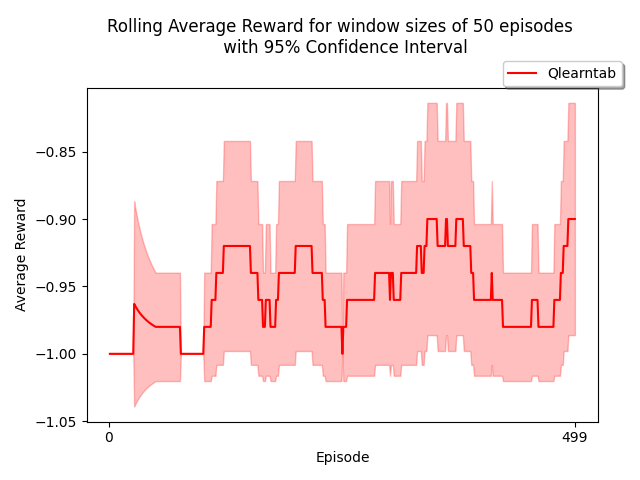 Rolling Average Reward for window sizes of 50 episodes
with 95% Confidence Interval
Qlearntab
−0.85
−0.90
−0.95
−1.00
−1.05
Average Reward
0
499
Episode